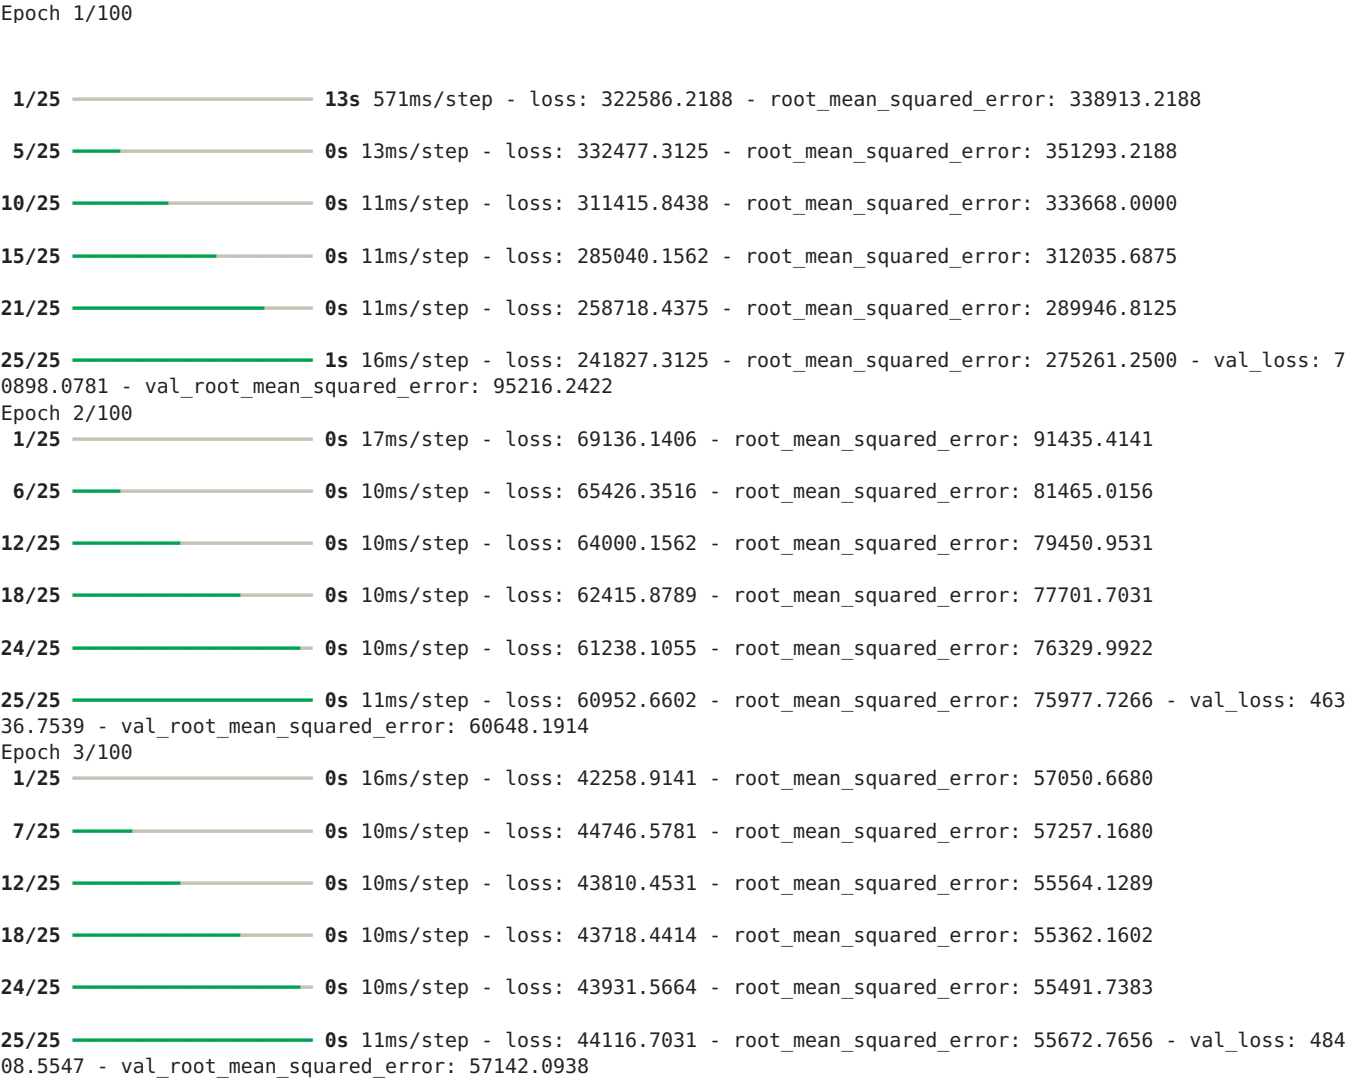 Epoch 1/100
1/25 13s 571ms/step - loss: 322586.2188 - root_mean_squared_error: 338913.2188
5/25 0s 13ms/step - loss: 332477.3125 - root_mean_squared_error: 351293.2188
10/25 0s 11ms/step - loss: 311415.8438 - root_mean_squared_error: 333668.0000
15/25 0s 11ms/step - loss: 285040.1562 - root_mean_squared_error: 312035.6875
21/25 0s 11ms/step - loss: 258718.4375 - root_mean_squared_error: 289946.8125
25/25 1s 16ms/step - loss: 241827.3125 - root_mean_squared_error: 275261.2500 - val_loss: 7
0898.0781 - val_root_mean_squared_error: 95216.2422
Epoch 2/100
1/25 0s 17ms/step - loss: 69136.1406 - root_mean_squared_error: 91435.4141
6/25 0s 10ms/step - loss: 65426.3516 - root_mean_squared_error: 81465.0156
12/25 0s 10ms/step - loss: 64000.1562 - root_mean_squared_error: 79450.9531
18/25 0s 10ms/step - loss: 62415.8789 - root_mean_squared_error: 77701.7031
24/25 0s 10ms/step - loss: 61238.1055 - root_mean_squared_error: 76329.9922
25/25 0s 11ms/step - loss: 60952.6602 - root_mean_squared_error: 75977.7266 - val_loss: 463
36.7539 - val_root_mean_squared_error: 60648.1914
Epoch 3/100
1/25 0s 16ms/step - loss: 42258.9141 - root_mean_squared_error: 57050.6680
7/25 0s 10ms/step - loss: 44746.5781 - root_mean_squared_error: 57257.1680
12/25 0s 10ms/step - loss: 43810.4531 - root_mean_squared_error: 55564.1289
18/25 0s 10ms/step - loss: 43718.4414 - root_mean_squared_error: 55362.1602
24/25 0s 10ms/step - loss: 43931.5664 - root_mean_squared_error: 55491.7383
25/25 0s 11ms/step - loss: 44116.7031 - root_mean_squared_error: 55672.7656 - val_loss: 484
08.5547 - val_root_mean_squared_error: 57142.0938